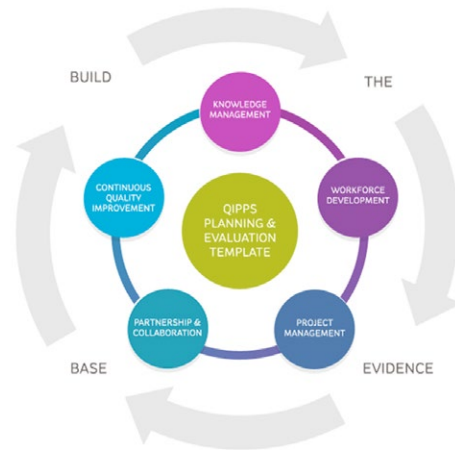 BUILD
THE
KNOWLEDGE
MANAGEMENT
CONTINUOUS
QUALITY
IMPROVEMENT
WORKFORCE
DEVELOPMENT
QIPPS
PLANNING &
EVALUATION
TEMPLATE
PARTNERSHIP &
COLLABORATION
PROJECT
MANAGEMENT
BASE
EVIDENCE